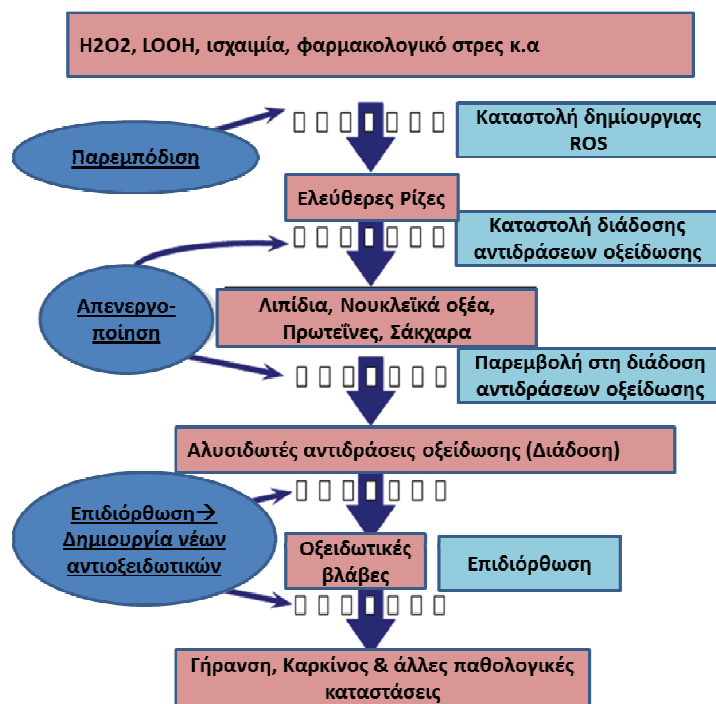 H2O2, LOOH, ισχαιμία, φαρμακολογικό στρες κ.α
Καταστολή δημίουργιας
ROS
Παρεμπόδιση
Ελεύθερες Ρίζες
Καταστολή διάδοσης
αντιδράσεων οξείδωσης
Απενεργο-
ποίηση
Λιπίδια, Νουκλεϊκά οξέα,
Πρωτεΐνες, Σάκχαρα
Παρεμβολή στη διάδοση
αντιδράσεων οξείδωσης
Αλυσιδωτές αντιδράσεις οξείδωσης (Διάδοση)
Επιδιόρθωση→
Δημιουργία νέων
αντιοξειδωτικών
Οξειδωτικές
βλάβες
Επιδιόρθωση
Γήρανση, Καρκίνος & άλλες παθολογικές
καταστάσεις